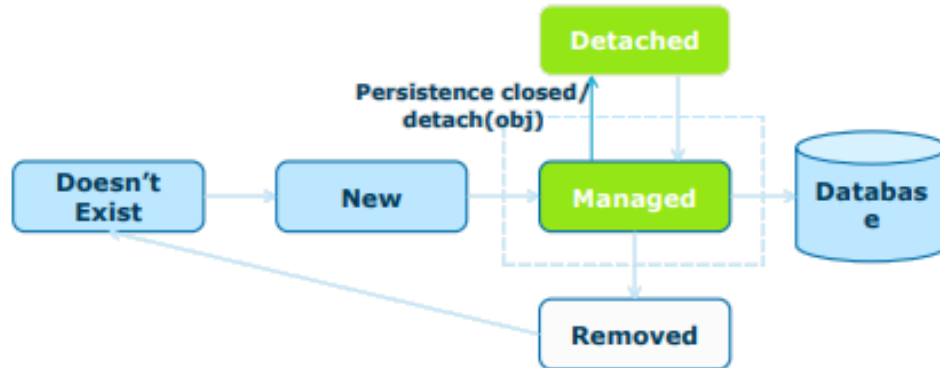 Detached
Persistence closed/
detach(obj)
Doesn't
Exist
New
Managed
Databas
e
Removed